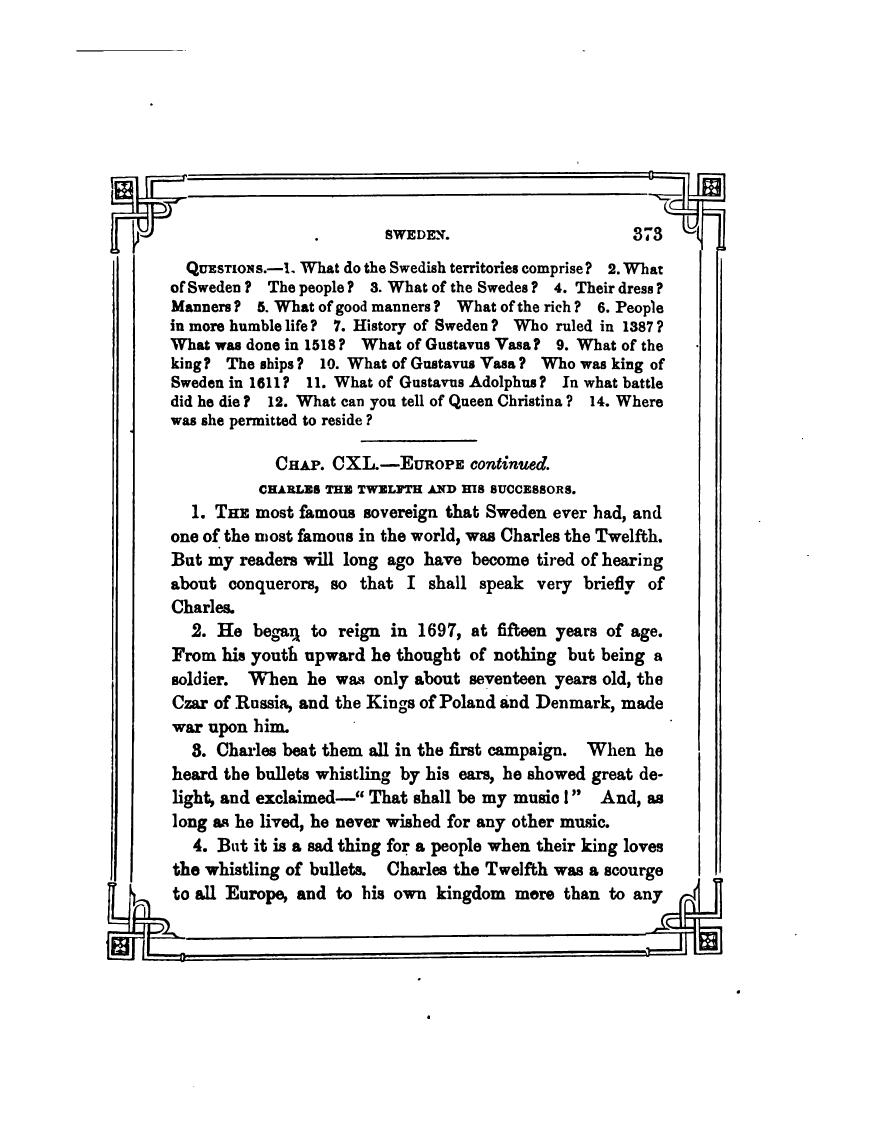 SWEDEN. 373
QUESTIONS.—1. What do the Swedish territories comprise? 2. What
of Sweden? The people? 3. What of the Swedes? 4. Their dress?
Manners? 5. What of good manners? What of the rich? 6. People
in more humble life? 7. History of Sweden? Who ruled in 1387?
What was done in 1518? What of Gustavus Vasa? 9. What of the
king? The ships? 10. What of Gustavus Vasa? Who was king of
Sweden in 1611? 11. What of Gustavus Adolphus? In what battle
did he die? 12. What can you tell of Queen Christina? 14. Where
was she permitted to reside?
CHAP. CXL.—EUROPE continued.
CHARLES THE TWELFTH AND HIS SUCCESSORS.
1. THE most famous sovereign that Sweden ever had, and
one of the most famous in the world, was Charles the Twelfth.
But my readers will long ago have become tired of hearing
about conquerors, so that I shall speak very briefly of
Charles.
2. He began to reign in 1697, at fifteen years of age.
From his youth upward he thought of nothing but being a
soldier. When he was only about seventeen years old, the
Czar of Russia, and the Kings of Poland and Denmark, made
war upon him.
3. Charles beat them all in the first campaign. When he
heard the bullets whistling by his ears, he showed great de-
light, and exclaimed—"That shall be my music!" And, as
long as he lived, he never wished for any other music.
4. But it is a sad thing for a people when their king loves
the whistling of bullets. Charles the Twelfth was a scourge
to all Europe, and to his own kingdom more than to any